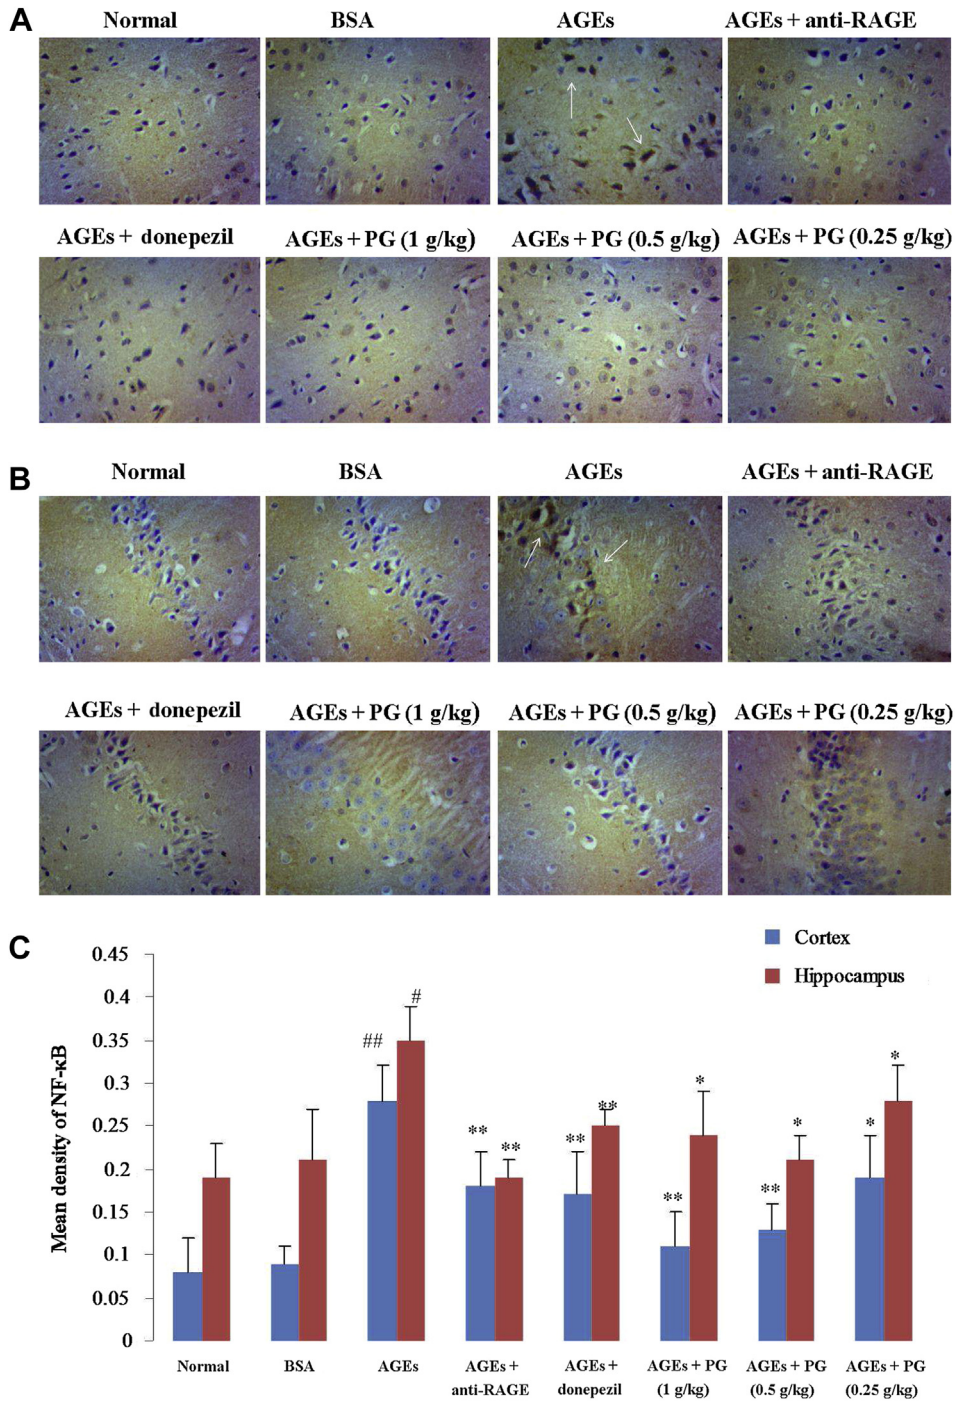 A
Normal BSA AGEs AGEs + anti-RAGE
AGEs + donepezil AGEs + PG (1 g/kg) AGEs + PG (0.5 g/kg) AGEs + PG (0.25 g/kg)
B
Normal BSA AGEs AGEs + anti-RAGE
AGEs + donepezil AGEs + PG (1 g/kg) AGEs + PG (0.5 g/kg) AGEs + PG (0.25 g/kg)
C
Cortex
Hippocampus
Mean density of NF-κB
0.45
0.4
0.35
0.3
0.25
0.2
0.15
0.1
0.05
0
## #
** **
** **
** *
** *
* *
Normal BSA AGEs AGEs + AGEs + AGEs + PG AGEs + PG AGEs + PG
anti-RAGE donepezil (1 g/kg) (0.5 g/kg) (0.25 g/kg)